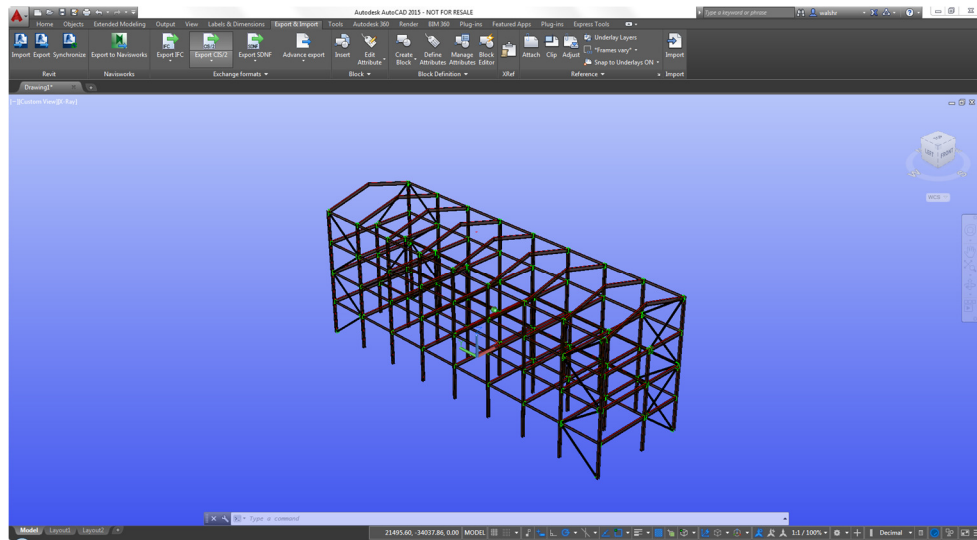 Autodesk AutoCAD 2015 - NOT FOR RESALE
Type a keyword or phrase
walshr
Home Objects Extended Modeling Output View Labels & Dimensions Export & Import Tools Autodesk 360 Render BIM 360 Plug-ins Featured Apps Plug-ins Express Tools
Import Export Synchronize Export to Navisworks Export IFC Export CIS/2 Export SDNF Advance export Insert Edit Attribute Create Block Define Attributes Manage Attributes Block Editor Attach Clip Adjust Underlay Layers *Frames vary* Snap to Underlays ON Import
Revit Navisworks Exchange formats Block Block Definition XRef Reference Import
Drawing1*
[−][Custom View][X-Ray]
TOP
LEFT FRONT
WCS
Type a command
Model Layout1 Layout2 +
21495.60, -34037.86, 0.00 MODEL 1:1 / 100% Decimal